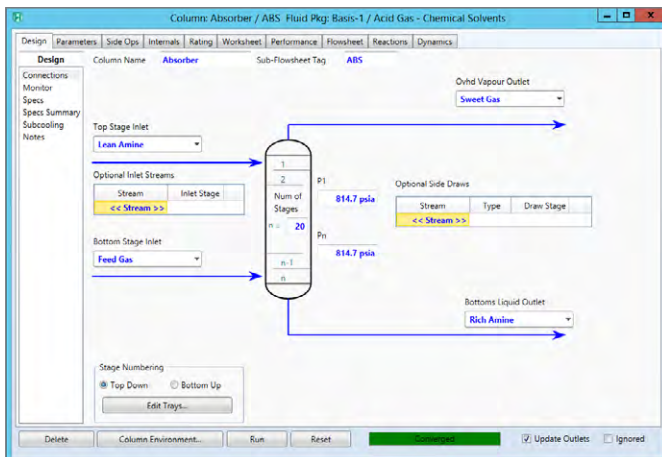 Column: Absorber / ABS Fluid Pkg: Basis-1 / Acid Gas - Chemical Solvents
Design Parameters Side Ops Internals Rating Worksheet Performance Flowsheet Reactions Dynamics
Design
Connections
Monitor
Specs
Specs Summary
Subcooling
Notes
Column Name Absorber Sub-Flowsheet Tag ABS
Ovhd Vapour Outlet
Sweet Gas
Top Stage Inlet
Lean Amine
Optional Inlet Streams
Stream Inlet Stage
<< Stream >>
Bottom Stage Inlet
Feed Gas
1
2
Num of
Stages
n = 20
n-1
n
P1
814.7 psia
Pn
814.7 psia
Optional Side Draws
Stream Type Draw Stage
<< Stream >>
Bottoms Liquid Outlet
Rich Amine
Stage Numbering
Top Down Bottom Up
Edit Trays...
Delete Column Environment... Run Reset Converged Update Outlets Ignored